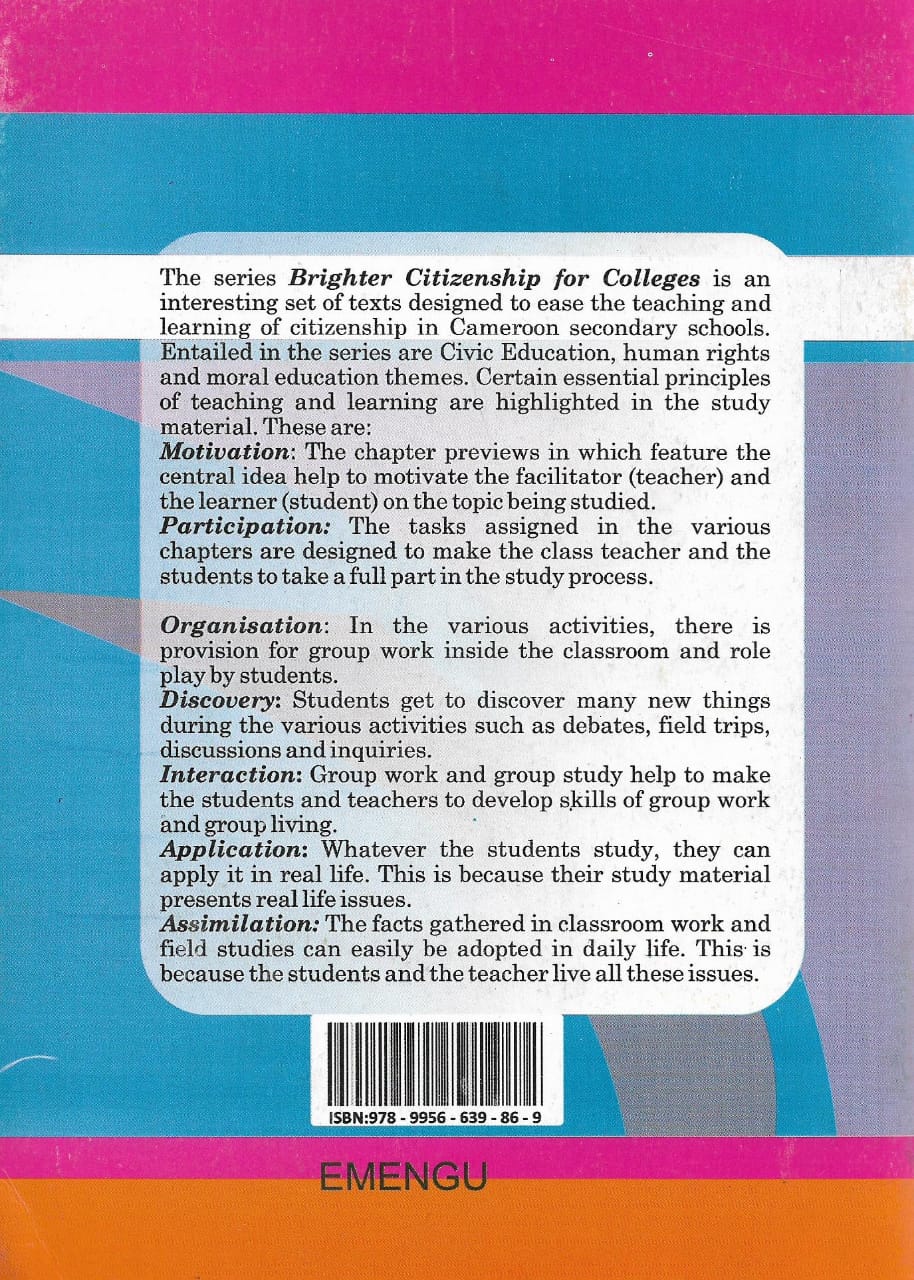 The series Brighter Citizenship for Colleges is an
interesting set of texts designed to ease the teaching and
learning of citizenship in Cameroon secondary schools.
Entailed in the series are Civic Education, human rights
and moral education themes. Certain essential principles
of teaching and learning are highlighted in the study
material. These are:
Motivation: The chapter previews in which feature the
central idea help to motivate the facilitator (teacher) and
the learner (student) on the topic being studied.
Participation: The tasks assigned in the various
chapters are designed to make the class teacher and the
students to take a full part in the study process.
Organisation: In the various activities, there is
provision for group work inside the classroom and role
play by students.
Discovery: Students get to discover many new things
during the various activities such as debates, field trips,
discussions and inquiries.
Interaction: Group work and group study help to make
the students and teachers to develop skills of group work
and group living.
Application: Whatever the students study, they can
apply it in real life. This is because their study material
presents real life issues.
Assimilation: The facts gathered in classroom work and
field studies can easily be adopted in daily life. This is
because the students and the teacher live all these issues.
ISBN:978 - 9956 - 639 - 86 - 9
EMENGU